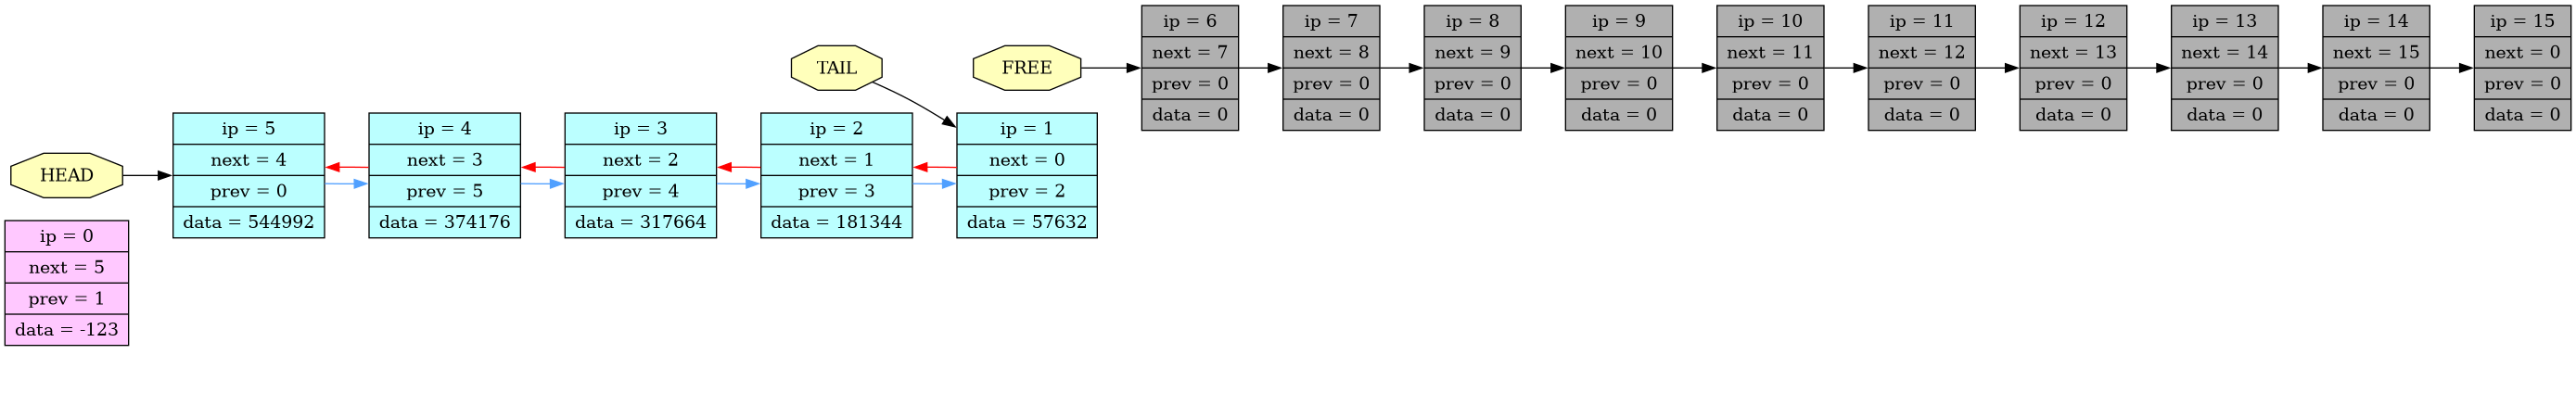 HEAD
ip = 0
next = 5
prev = 1
data = -123
ip = 5
next = 4
prev = 0
data = 544992
ip = 4
next = 3
prev = 5
data = 374176
ip = 3
next = 2
prev = 4
data = 317664
TAIL
ip = 2
next = 1
prev = 3
data = 181344
FREE
ip = 1
next = 0
prev = 2
data = 57632
ip = 6
next = 7
prev = 0
data = 0
ip = 7
next = 8
prev = 0
data = 0
ip = 8
next = 9
prev = 0
data = 0
ip = 9
next = 10
prev = 0
data = 0
ip = 10
next = 11
prev = 0
data = 0
ip = 11
next = 12
prev = 0
data = 0
ip = 12
next = 13
prev = 0
data = 0
ip = 13
next = 14
prev = 0
data = 0
ip = 14
next = 15
prev = 0
data = 0
ip = 15
next = 0
prev = 0
data = 0